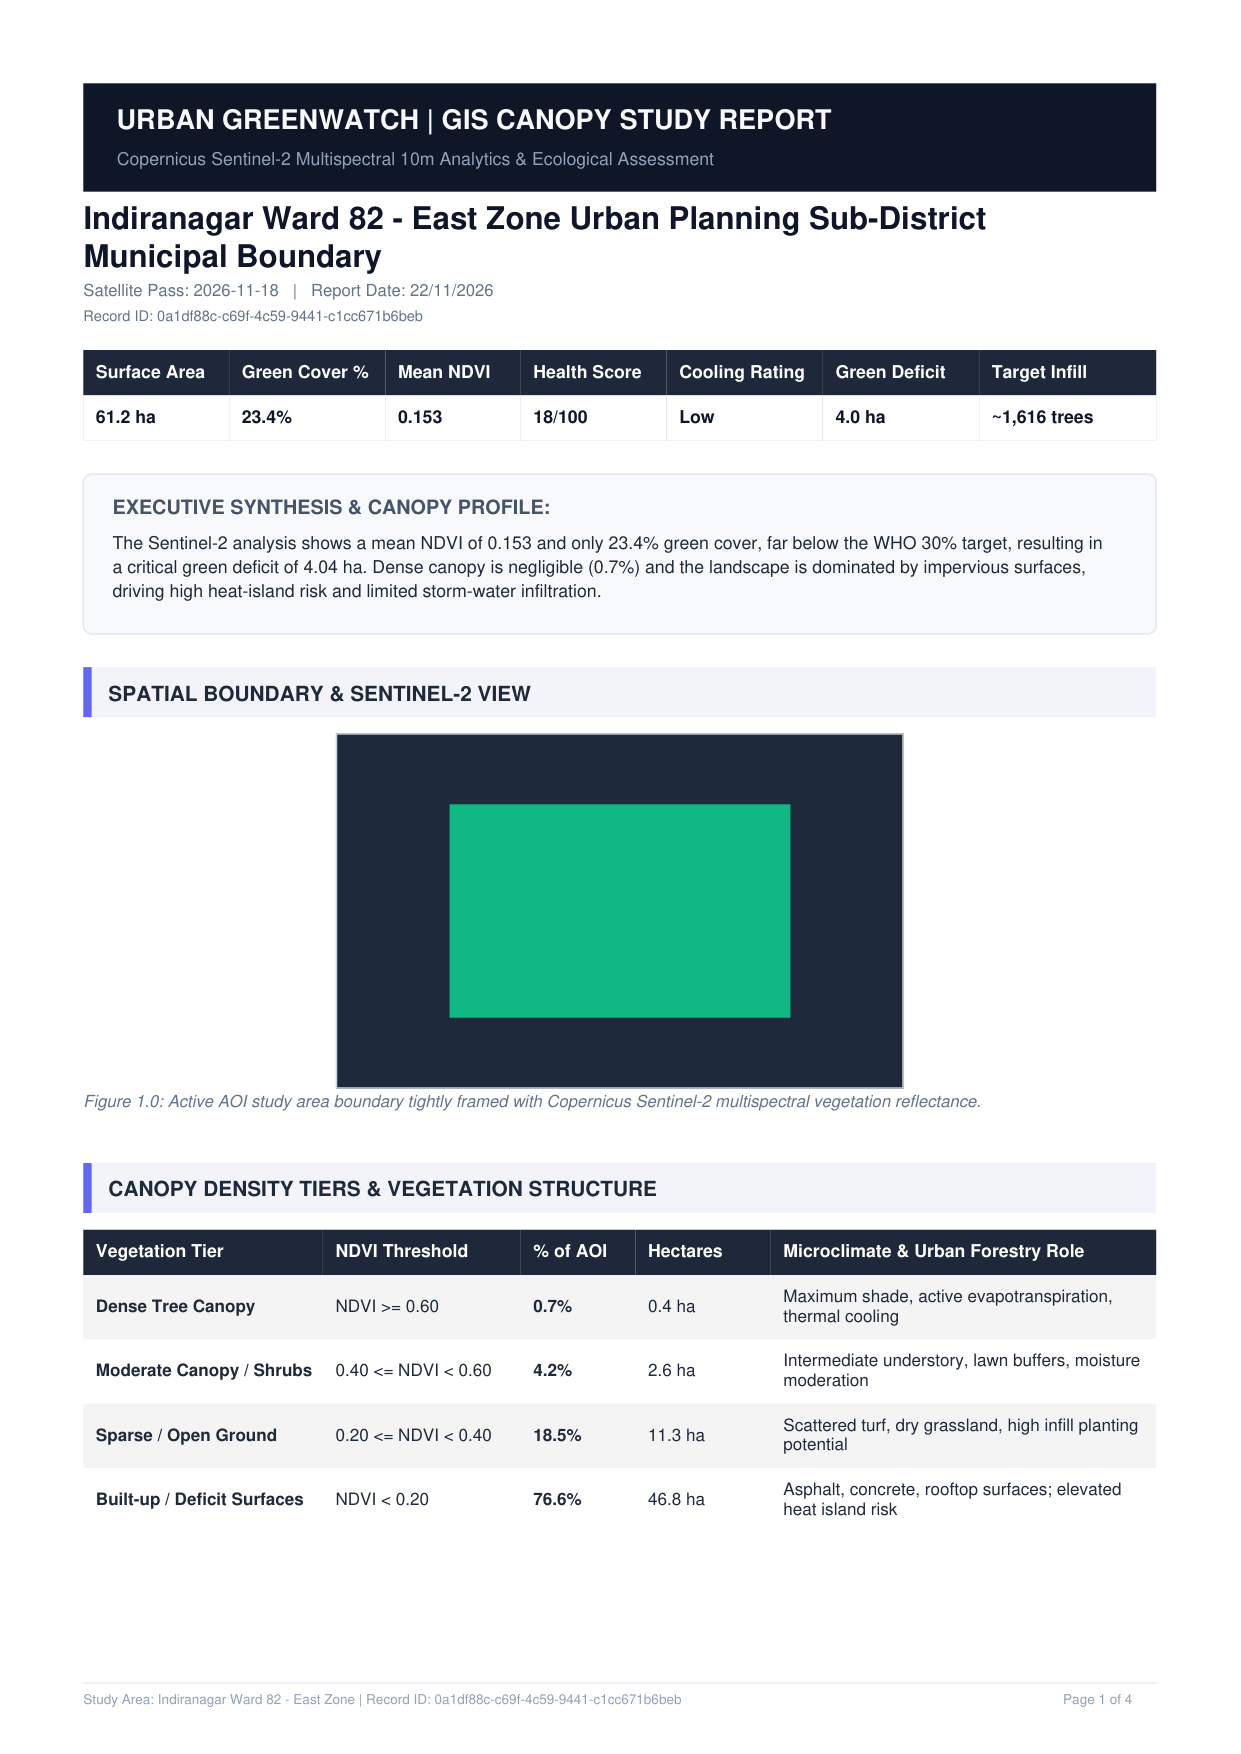 URBAN GREENWATCH | GIS CANOPY STUDY REPORT
Copernicus Sentinel-2 Multispectral 10m Analytics & Ecological Assessment
Indiranagar Ward 82 - East Zone Urban Planning Sub-District
Municipal Boundary
Satellite Pass: 2026-11-18 | Report Date: 22/11/2026
Record ID: 0a1df88c-c69f-4c59-9441-c1cc671b6beb
Surface Area Green Cover % Mean NDVI Health Score Cooling Rating Green Deficit Target Infill
61.2 ha 23.4% 0.153 18/100 Low 4.0 ha ~1,616 trees
EXECUTIVE SYNTHESIS & CANOPY PROFILE:
The Sentinel-2 analysis shows a mean NDVI of 0.153 and only 23.4% green cover, far below the WHO 30% target, resulting in
a critical green deficit of 4.04 ha. Dense canopy is negligible (0.7%) and the landscape is dominated by impervious surfaces,
driving high heat-island risk and limited storm-water infiltration.
SPATIAL BOUNDARY & SENTINEL-2 VIEW
Figure 1.0: Active AOI study area boundary tightly framed with Copernicus Sentinel-2 multispectral vegetation reflectance.
CANOPY DENSITY TIERS & VEGETATION STRUCTURE
Vegetation Tier NDVI Threshold % of AOI Hectares Microclimate & Urban Forestry Role
Dense Tree Canopy NDVI >= 0.60 0.7% 0.4 ha Maximum shade, active evapotranspiration,
thermal cooling
Moderate Canopy / Shrubs 0.40 <= NDVI < 0.60 4.2% 2.6 ha Intermediate understory, lawn buffers, moisture
moderation
Sparse / Open Ground 0.20 <= NDVI < 0.40 18.5% 11.3 ha Scattered turf, dry grassland, high infill planting
potential
Built-up / Deficit Surfaces NDVI < 0.20 76.6% 46.8 ha Asphalt, concrete, rooftop surfaces; elevated
heat island risk
Study Area: Indiranagar Ward 82 - East Zone | Record ID: 0a1df88c-c69f-4c59-9441-c1cc671b6beb Page 1 of 4